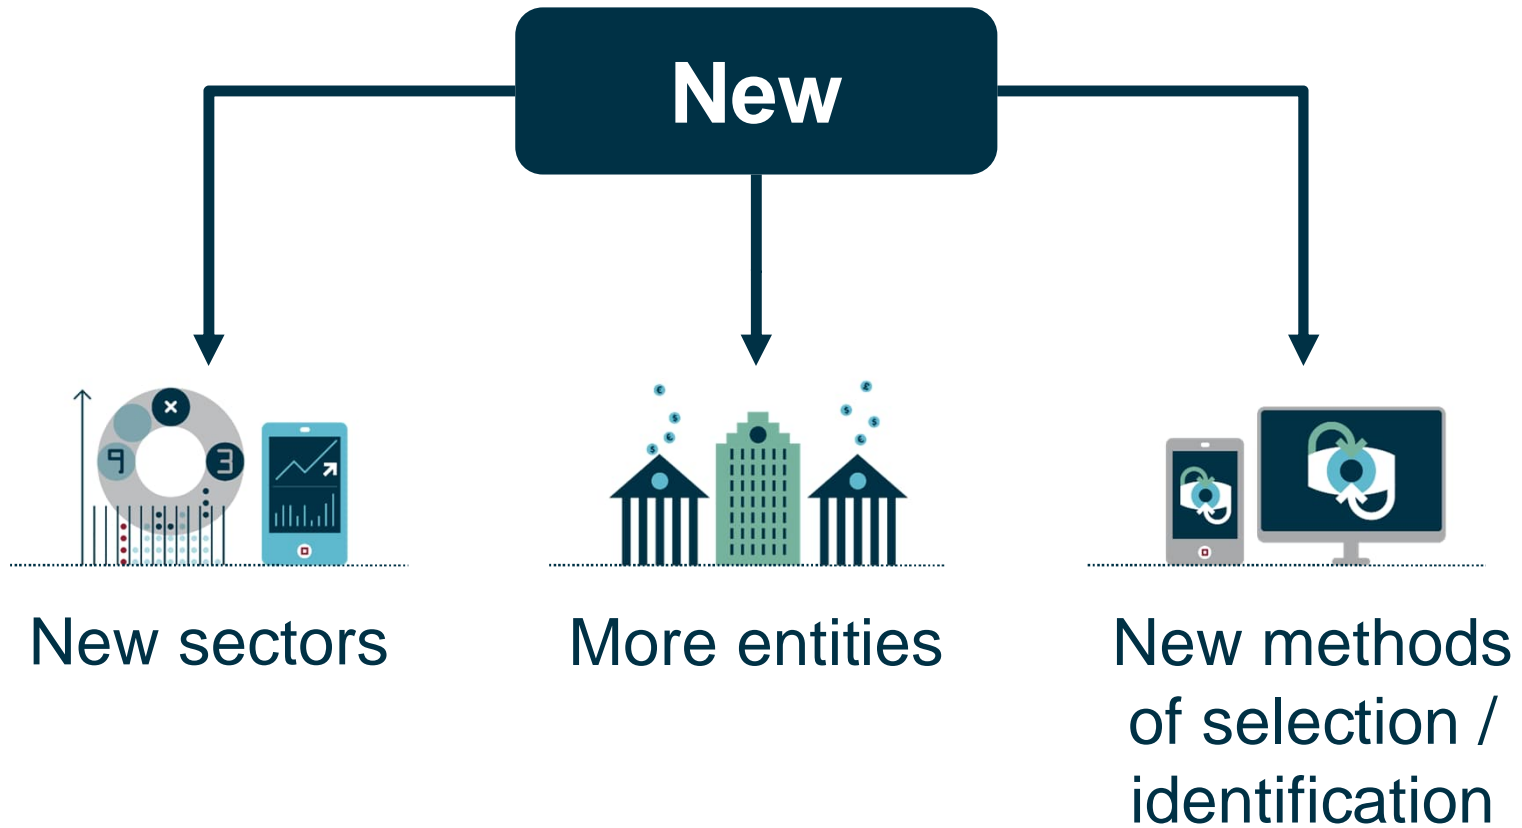 New
New sectors
More entities
New methods
of selection /
identification